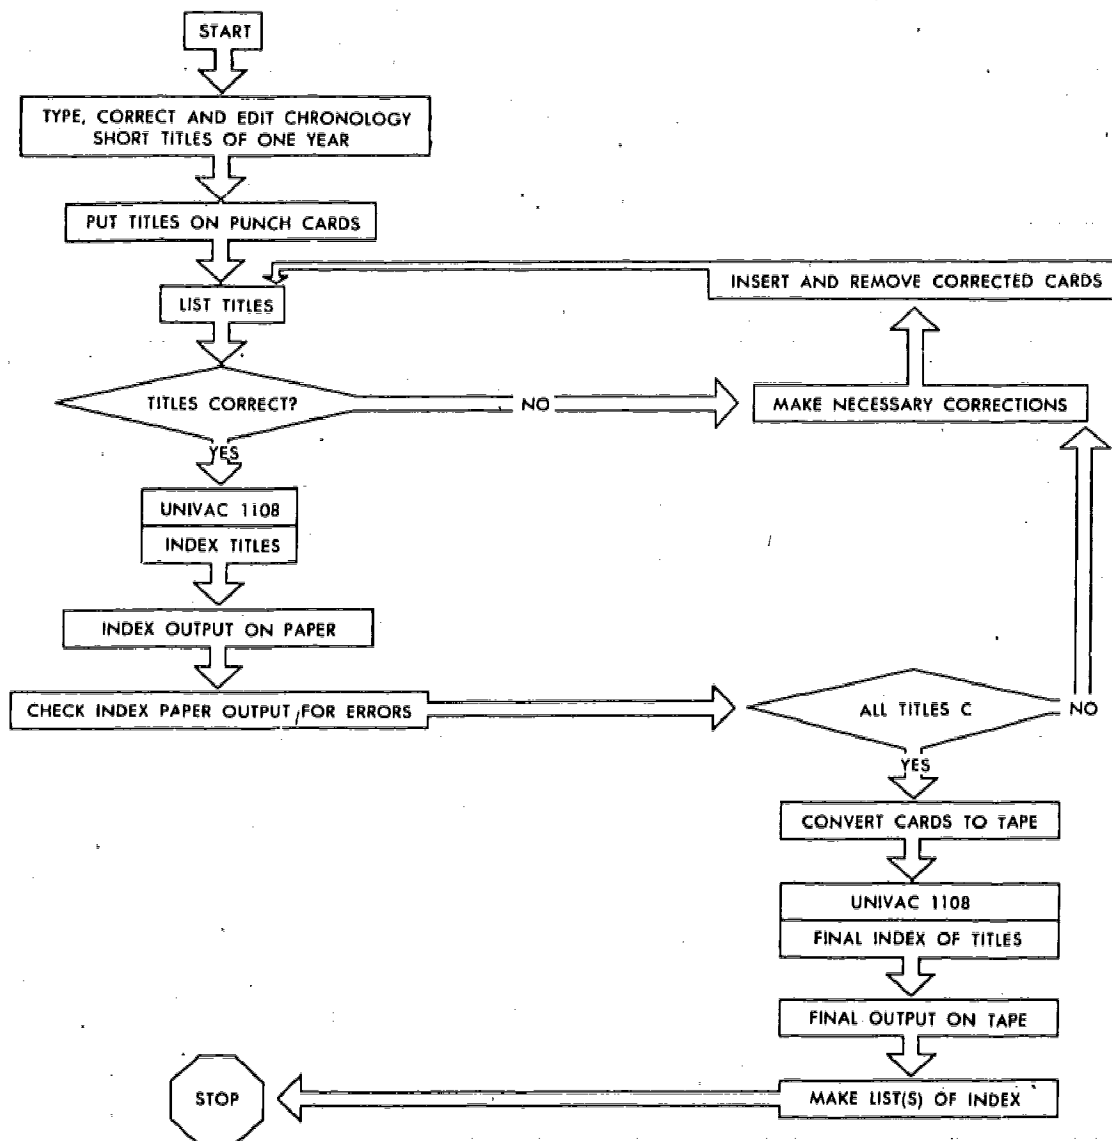 START
TYPE, CORRECT AND EDIT CHRONOLOGY
SHORT TITLES OF ONE YEAR
PUT TITLES ON PUNCH CARDS
INSERT AND REMOVE CORRECTED CARDS
LIST TITLES
TITLES CORRECT?
NO
MAKE NECESSARY CORRECTIONS
YES
UNIVAC 1108
INDEX TITLES
INDEX OUTPUT ON PAPER
CHECK INDEX PAPER OUTPUT FOR ERRORS
ALL TITLES C
NO
YES
CONVERT CARDS TO TAPE
UNIVAC 1108
FINAL INDEX OF TITLES
FINAL OUTPUT ON TAPE
MAKE LIST(S) OF INDEX
STOP